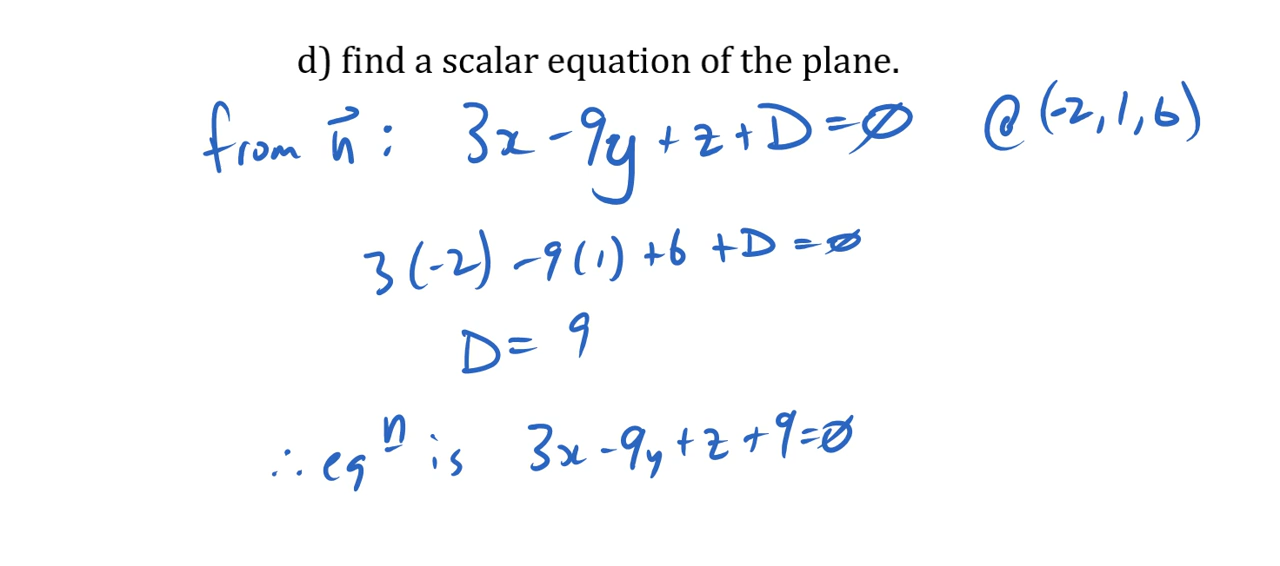 d) find a scalar equation of the plane.
from n⃗ : 3x - 9y + z + D = ∅ @ (-2, 1, 6)
3(-2) - 9(1) + 6 + D = ∅
D = 9
∴ eqⁿ is 3x - 9y + z + 9 = ∅